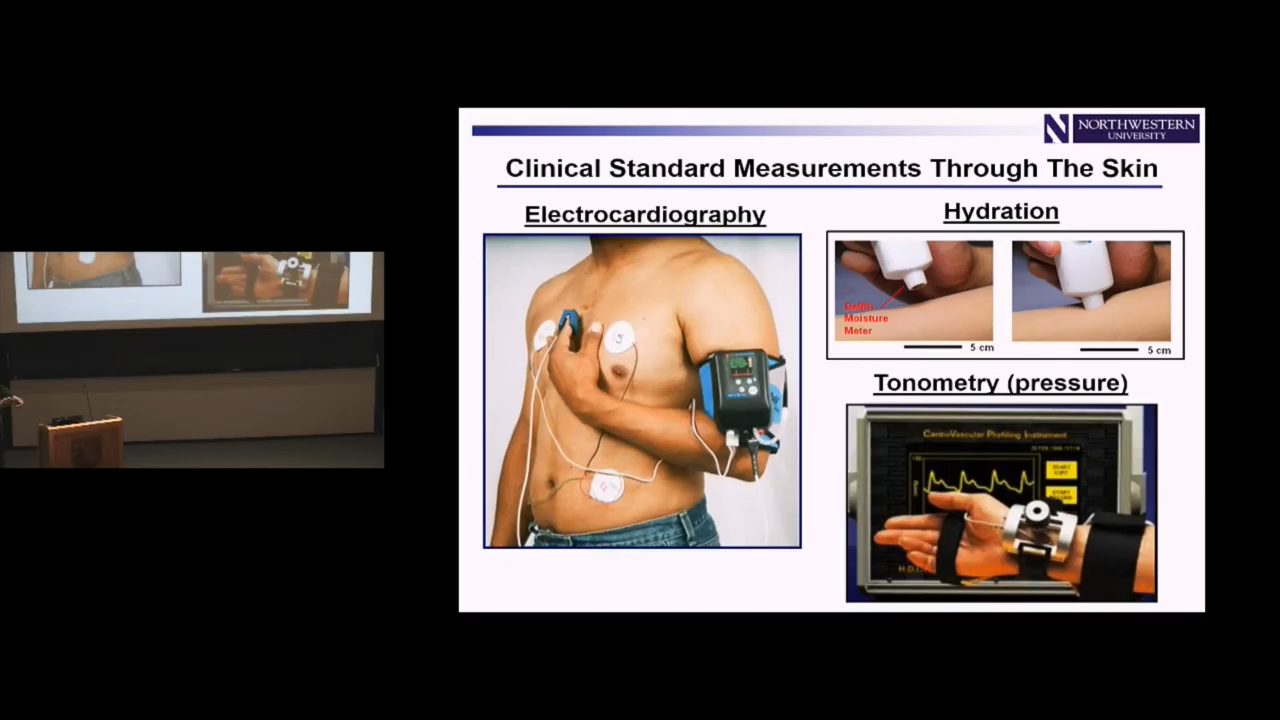 NORTHWESTERN
UNIVERSITY
Clinical Standard Measurements Through The Skin
Electrocardiography
Hydration
Moisture
Meter
5 cm
5 cm
Tonometry (pressure)
CardioVascular Profiling Instrument
START